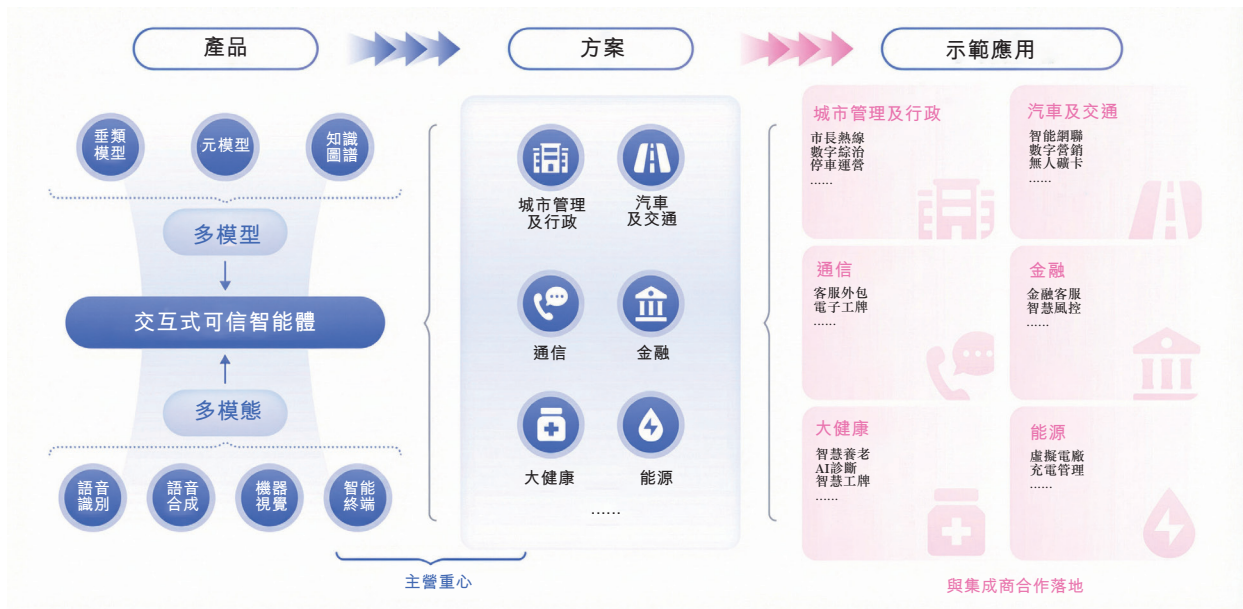 產品
方案
示範應用
垂類
模型
元模型
知識
圖譜
多模型
交互式可信智能體
多模態
語音
識別
語音
合成
機器
視覺
智能
終端
城市管理
及行政
汽車
及交通
通信
金融
大健康
能源
......
主營重心
城市管理及行政
市長熱線
數字綜治
停車運營
......
汽車及交通
智能網聯
數字營銷
無人礦卡
......
通信
客服外包
電子工牌
......
金融
金融客服
智慧風控
......
大健康
智慧養老
AI診斷
智慧工牌
......
能源
虛擬電廠
充電管理
......
與集成商合作落地